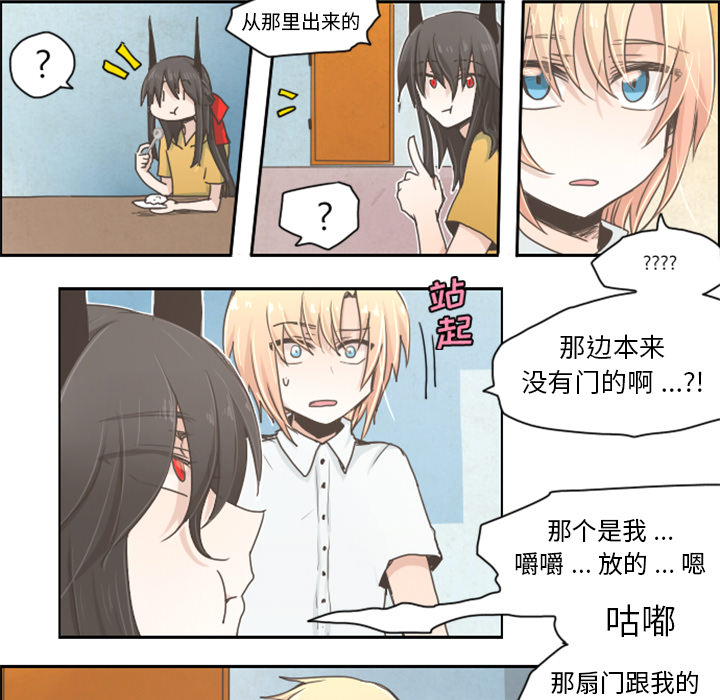 ?
从那里出来的
?
????
站
起
那边本来
没有门的啊 ...?!
那个是我 ...
嚼嚼 ... 放的 ... 嗯
咕嘟
那扇门跟我的